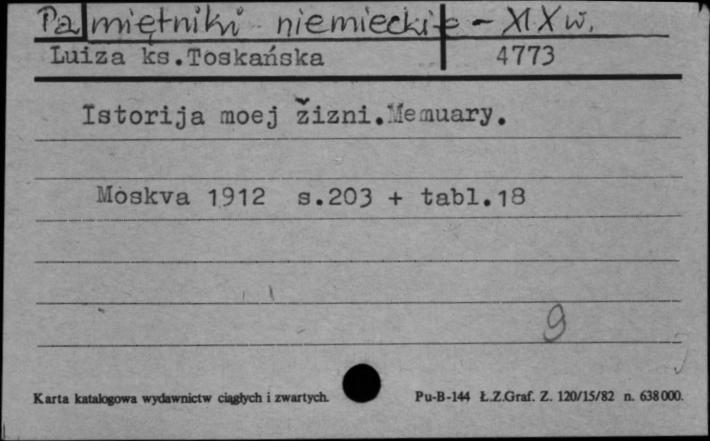 Pamiętniki niemieckie - XIX w.
Luiza ks.Toskańska 4773
Istorija moej žizni.Memuary.
Moskva 1912 s.203 + tabl.18
9
Karta katalogowa wydawnictw ciągłych i zwartych. Pu-B-144 Ł.Z.Graf. Z. 120/15/82 n. 638000.